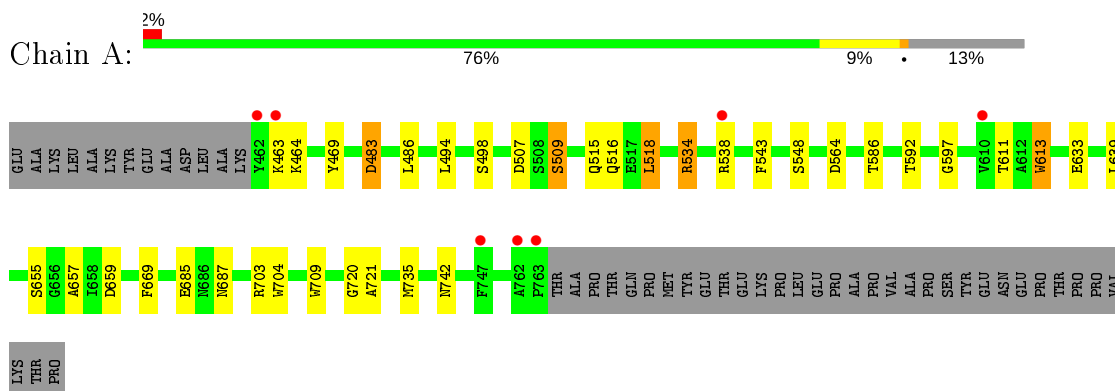 2%
Chain A:
76% 9% • 13%
GLU ALA LYS LEU ALA LYS TYR GLU ALA ASP LEU ALA LYS Y462 K463 K464 Y469 D483 L486 L494 S498 D507 S508 S509 Q515 Q516 E517 L518 R534 R538 F543 S548 D564 T586 T592 G597 V610 T611 A612 W613 E633 L639
S655 G656 A657 I658 D659 F669 E685 N686 N687 R703 W704 W709 G720 A721 M735 N742 F747 A762 P763 THR ALA PRO THR GLN PRO MET TYR GLU THR GLU LYS PRO LEU GLU PRO ALA PRO VAL ALA PRO SER TYR GLU ASN GLU PRO THR PRO PRO VAL
LYS THR PRO